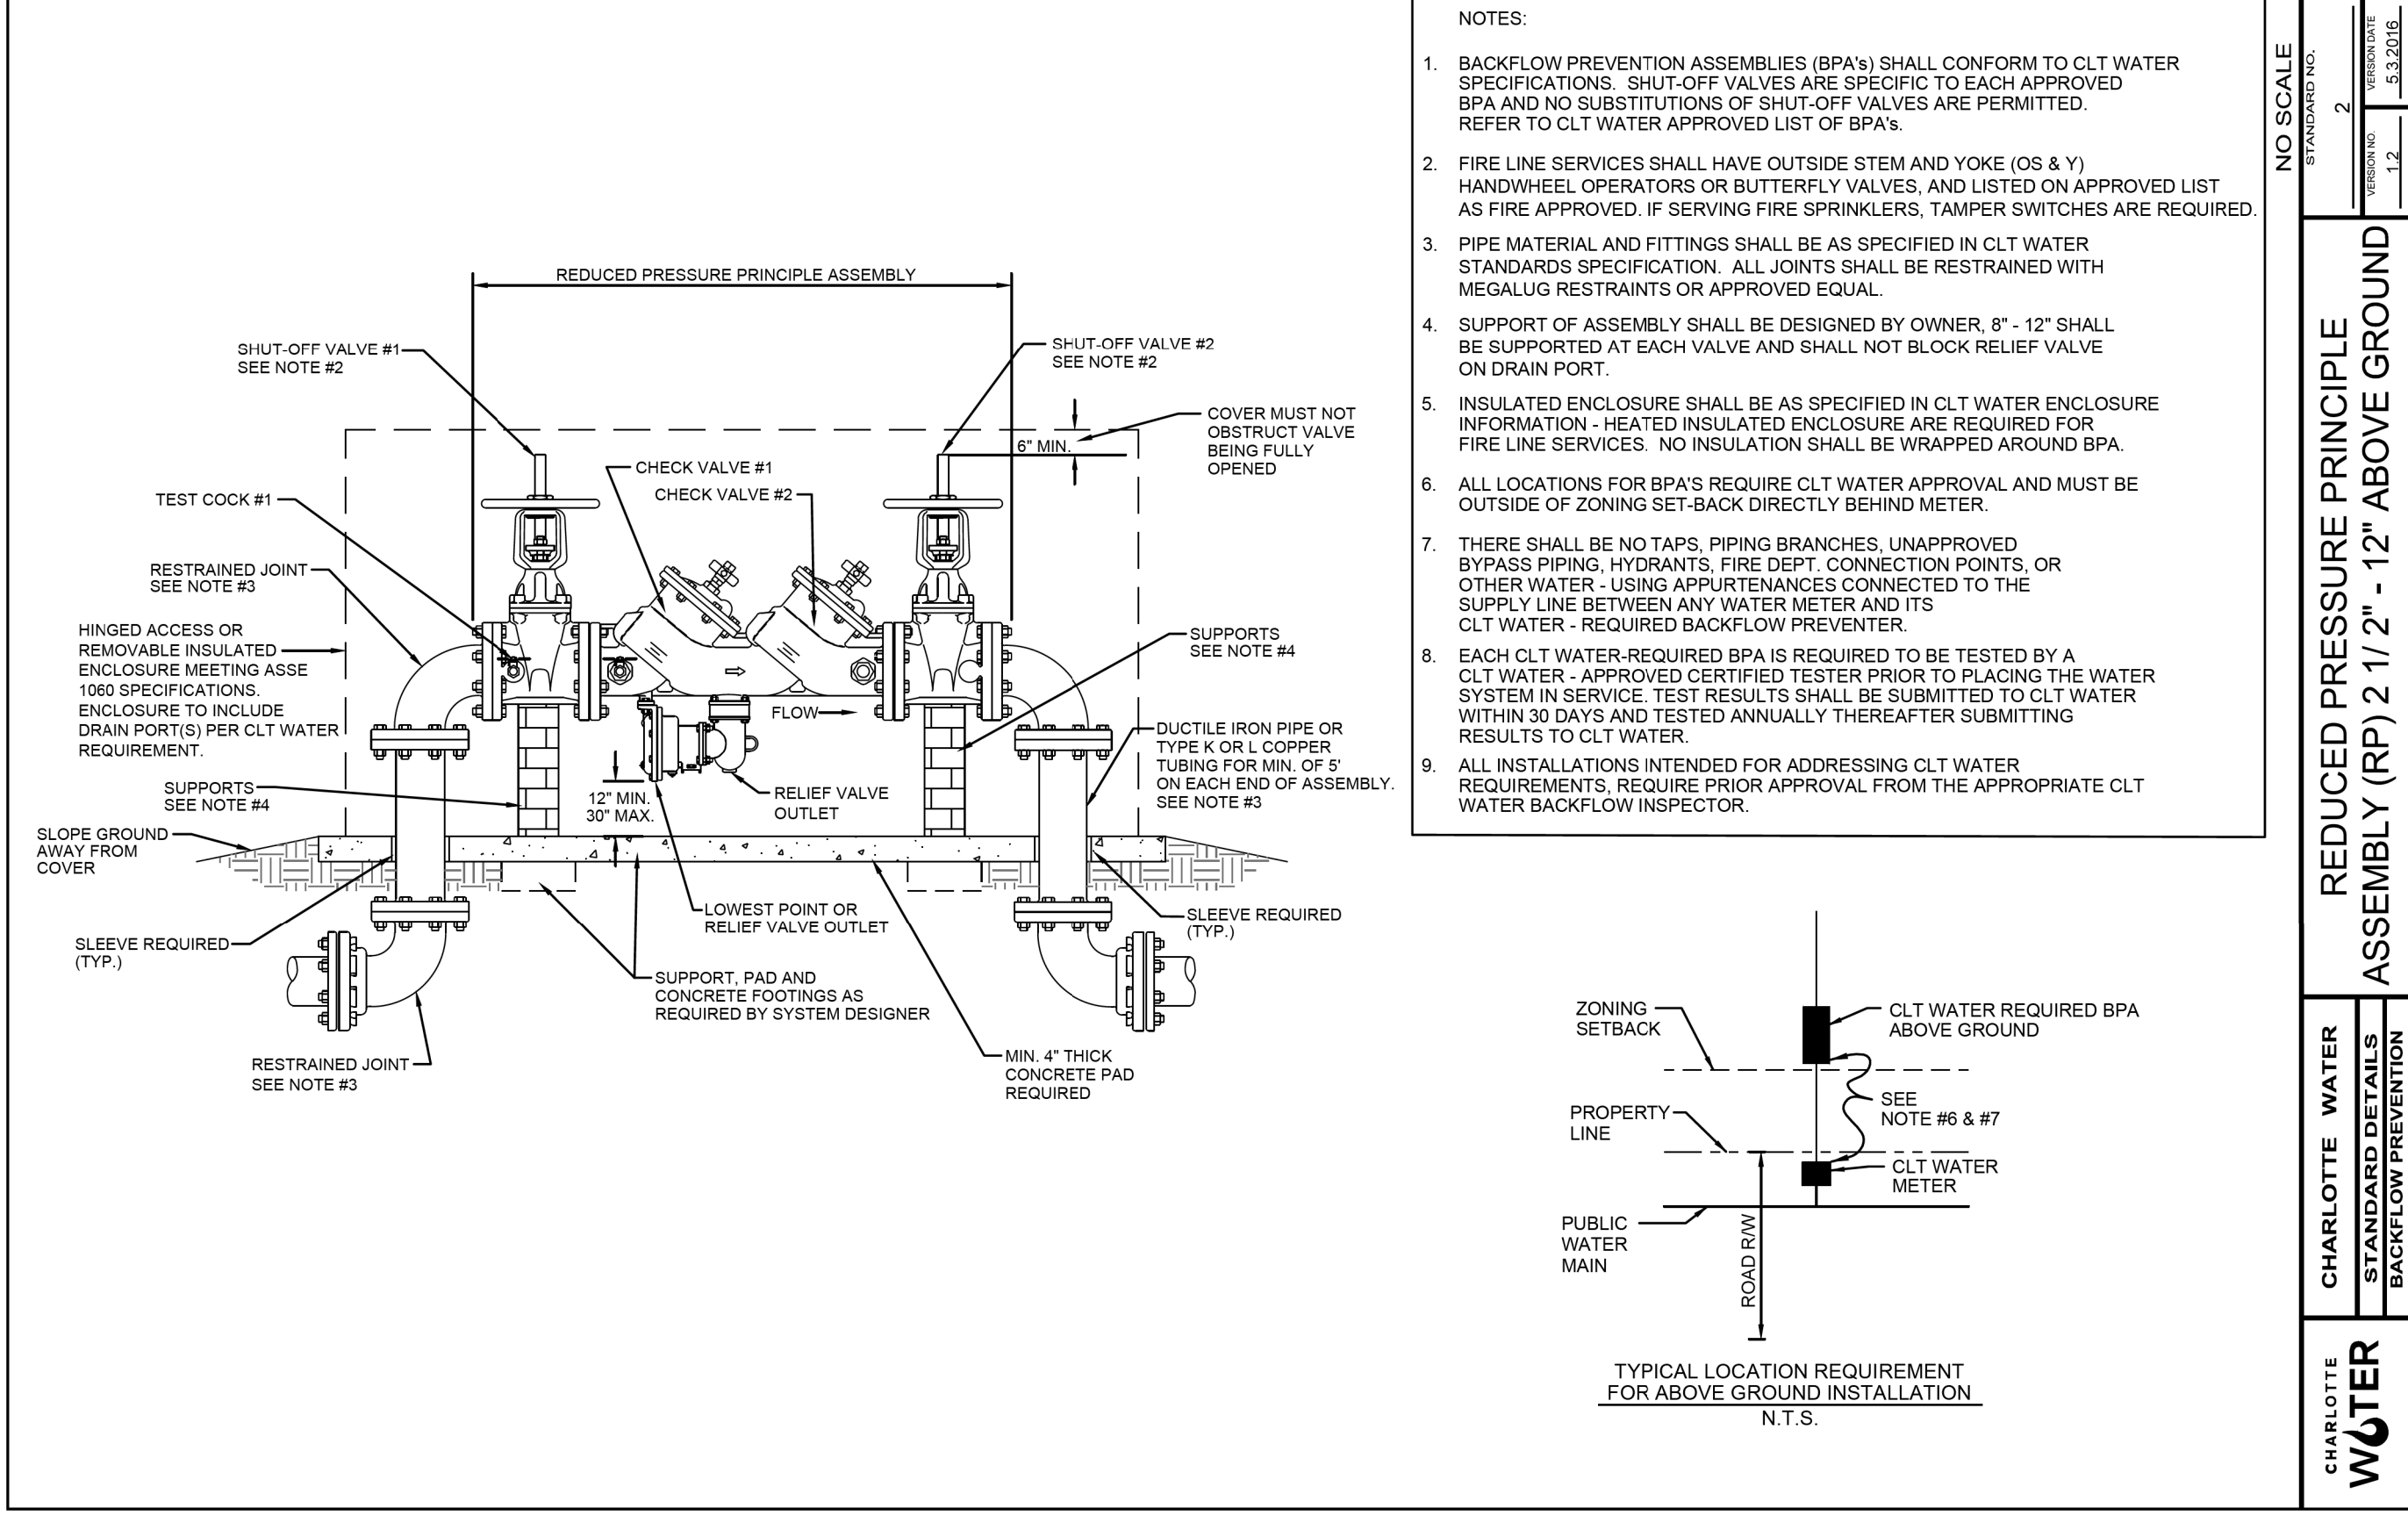 REDUCED PRESSURE PRINCIPLE ASSEMBLY
SHUT-OFF VALVE #1
SEE NOTE #2
SHUT-OFF VALVE #2
SEE NOTE #2
COVER MUST NOT
OBSTRUCT VALVE
BEING FULLY
OPENED
6" MIN.
CHECK VALVE #1
CHECK VALVE #2
TEST COCK #1
RESTRAINED JOINT
SEE NOTE #3
HINGED ACCESS OR
REMOVABLE INSULATED
ENCLOSURE MEETING ASSE
1060 SPECIFICATIONS.
ENCLOSURE TO INCLUDE
DRAIN PORT(S) PER CLT WATER
REQUIREMENT.
SUPPORTS
SEE NOTE #4
FLOW
DUCTILE IRON PIPE OR
TYPE K OR L COPPER
TUBING FOR MIN. OF 5'
ON EACH END OF ASSEMBLY.
SEE NOTE #3
SUPPORTS
SEE NOTE #4
12" MIN.
30" MAX.
RELIEF VALVE
OUTLET
SLOPE GROUND
AWAY FROM
COVER
LOWEST POINT OR
RELIEF VALVE OUTLET
SLEEVE REQUIRED
(TYP.)
SLEEVE REQUIRED
(TYP.)
SUPPORT, PAD AND
CONCRETE FOOTINGS AS
REQUIRED BY SYSTEM DESIGNER
RESTRAINED JOINT
SEE NOTE #3
MIN. 4" THICK
CONCRETE PAD
REQUIRED
NOTES:
1. BACKFLOW PREVENTION ASSEMBLIES (BPA's) SHALL CONFORM TO CLT WATER
SPECIFICATIONS. SHUT-OFF VALVES ARE SPECIFIC TO EACH APPROVED
BPA AND NO SUBSTITUTIONS OF SHUT-OFF VALVES ARE PERMITTED.
REFER TO CLT WATER APPROVED LIST OF BPA's.
2. FIRE LINE SERVICES SHALL HAVE OUTSIDE STEM AND YOKE (OS & Y)
HANDWHEEL OPERATORS OR BUTTERFLY VALVES, AND LISTED ON APPROVED LIST
AS FIRE APPROVED. IF SERVING FIRE SPRINKLERS, TAMPER SWITCHES ARE REQUIRED.
3. PIPE MATERIAL AND FITTINGS SHALL BE AS SPECIFIED IN CLT WATER
STANDARDS SPECIFICATION. ALL JOINTS SHALL BE RESTRAINED WITH
MEGALUG RESTRAINTS OR APPROVED EQUAL.
4. SUPPORT OF ASSEMBLY SHALL BE DESIGNED BY OWNER, 8" - 12" SHALL
BE SUPPORTED AT EACH VALVE AND SHALL NOT BLOCK RELIEF VALVE
ON DRAIN PORT.
5. INSULATED ENCLOSURE SHALL BE AS SPECIFIED IN CLT WATER ENCLOSURE
INFORMATION - HEATED INSULATED ENCLOSURE ARE REQUIRED FOR
FIRE LINE SERVICES. NO INSULATION SHALL BE WRAPPED AROUND BPA.
6. ALL LOCATIONS FOR BPA'S REQUIRE CLT WATER APPROVAL AND MUST BE
OUTSIDE OF ZONING SET-BACK DIRECTLY BEHIND METER.
7. THERE SHALL BE NO TAPS, PIPING BRANCHES, UNAPPROVED
BYPASS PIPING, HYDRANTS, FIRE DEPT. CONNECTION POINTS, OR
OTHER WATER - USING APPURTENANCES CONNECTED TO THE
SUPPLY LINE BETWEEN ANY WATER METER AND ITS
CLT WATER - REQUIRED BACKFLOW PREVENTER.
8. EACH CLT WATER-REQUIRED BPA IS REQUIRED TO BE TESTED BY A
CLT WATER - APPROVED CERTIFIED TESTER PRIOR TO PLACING THE WATER
SYSTEM IN SERVICE. TEST RESULTS SHALL BE SUBMITTED TO CLT WATER
WITHIN 30 DAYS AND TESTED ANNUALLY THEREAFTER SUBMITTING
RESULTS TO CLT WATER.
9. ALL INSTALLATIONS INTENDED FOR ADDRESSING CLT WATER
REQUIREMENTS, REQUIRE PRIOR APPROVAL FROM THE APPROPRIATE CLT
WATER BACKFLOW INSPECTOR.
ZONING
SETBACK
CLT WATER REQUIRED BPA
ABOVE GROUND
SEE
NOTE #6 & #7
PROPERTY
LINE
CLT WATER
METER
PUBLIC
WATER
MAIN
ROAD R/W
TYPICAL LOCATION REQUIREMENT
FOR ABOVE GROUND INSTALLATION
N.T.S.
NO SCALE
STANDARD NO.
2
VERSION DATE
5.3.2016
VERSION NO.
1.2
REDUCED PRESSURE PRINCIPLE
ASSEMBLY (RP) 2 1/ 2" - 12" ABOVE GROUND
CHARLOTTE WATER
STANDARD DETAILS
BACKFLOW PREVENTION
CHARLOTTE
WATER